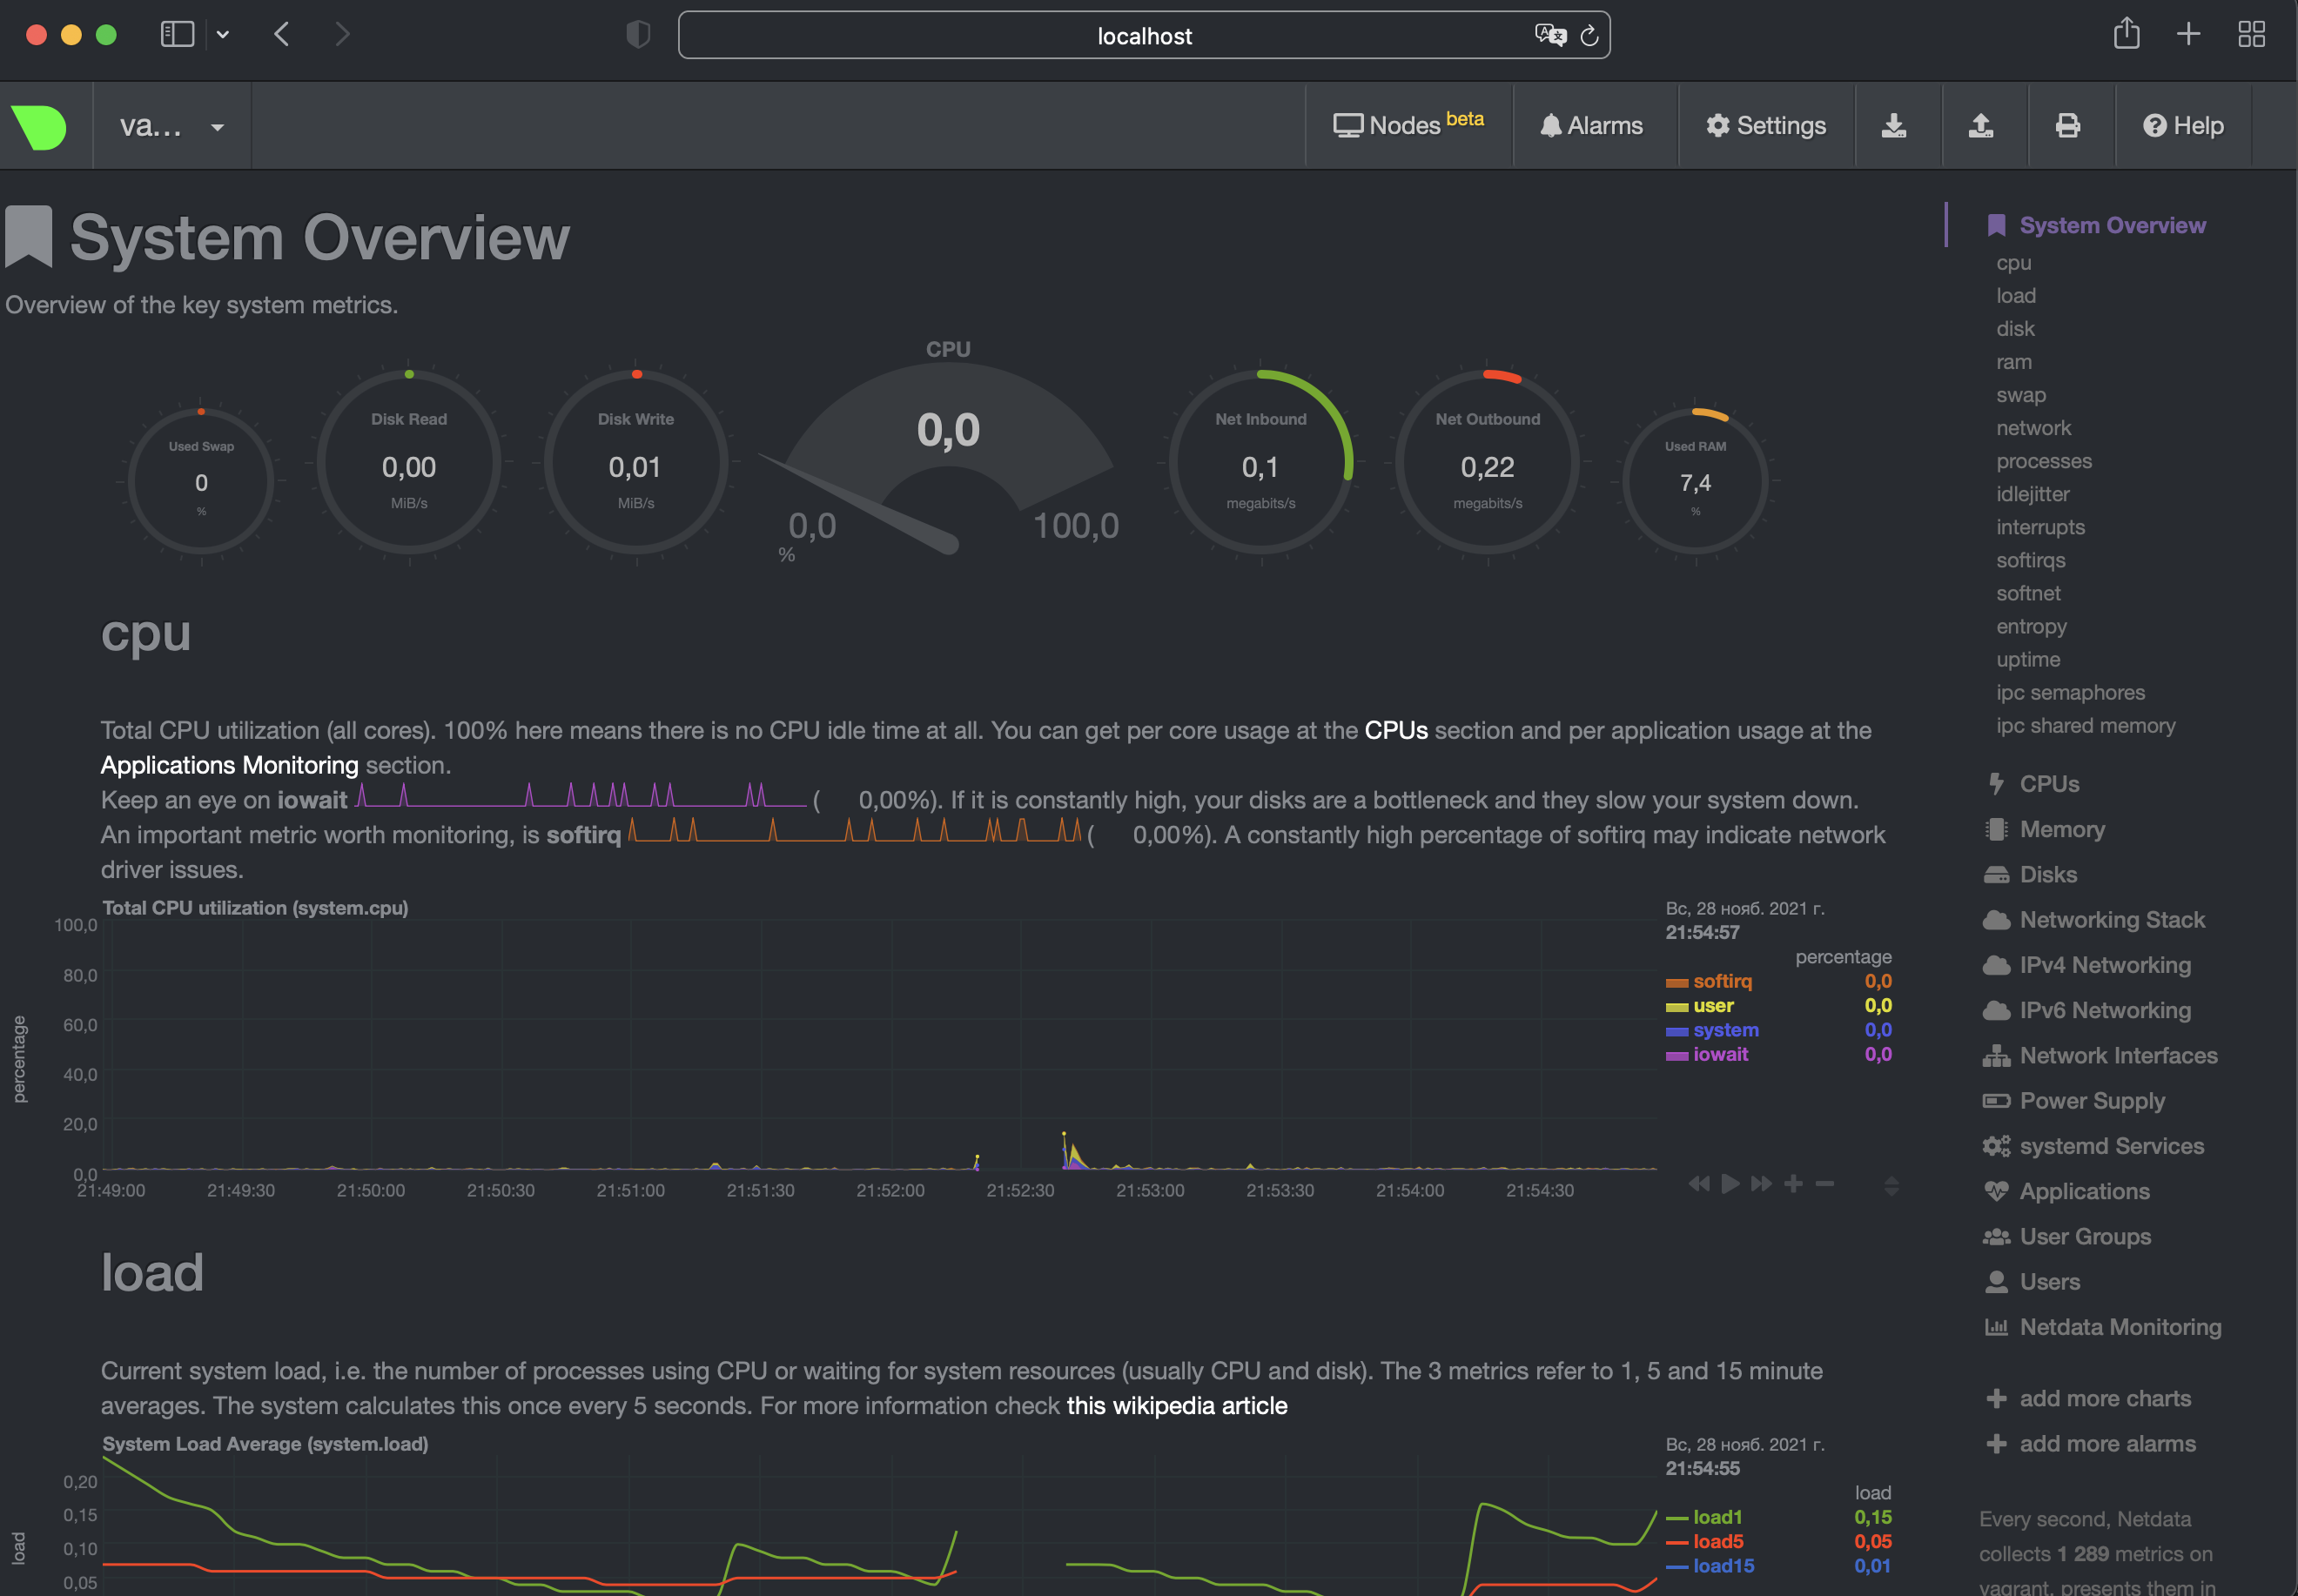 localhost
va...
Nodes beta
Alarms
Settings
Help
System Overview
Overview of the key system metrics.
Used Swap
0
%
Disk Read
0,00
MiB/s
Disk Write
0,01
MiB/s
CPU
0,0
0,0
100,0
%
Net Inbound
0,1
megabits/s
Net Outbound
0,22
megabits/s
Used RAM
7,4
%
cpu
Total CPU utilization (all cores). 100% here means there is no CPU idle time at all. You can get per core usage at the CPUs section and per application usage at the
Applications Monitoring section.
Keep an eye on iowait ( 0,00%). If it is constantly high, your disks are a bottleneck and they slow your system down.
An important metric worth monitoring, is softirq ( 0,00%). A constantly high percentage of softirq may indicate network
driver issues.
Total CPU utilization (system.cpu)
Вс, 28 нояб. 2021 г.
21:54:57
percentage
softirq 0,0
user 0,0
system 0,0
iowait 0,0
percentage
100,0
80,0
60,0
40,0
20,0
0,0
21:49:00 21:49:30 21:50:00 21:50:30 21:51:00 21:51:30 21:52:00 21:52:30 21:53:00 21:53:30 21:54:00 21:54:30
load
Current system load, i.e. the number of processes using CPU or waiting for system resources (usually CPU and disk). The 3 metrics refer to 1, 5 and 15 minute
averages. The system calculates this once every 5 seconds. For more information check this wikipedia article
System Load Average (system.load)
Вс, 28 нояб. 2021 г.
21:54:55
load
load1 0,15
load5 0,05
load15 0,01
load
0,20
0,15
0,10
0,05
System Overview
cpu
load
disk
ram
swap
network
processes
idlejitter
interrupts
softirqs
softnet
entropy
uptime
ipc semaphores
ipc shared memory
CPUs
Memory
Disks
Networking Stack
IPv4 Networking
IPv6 Networking
Network Interfaces
Power Supply
systemd Services
Applications
User Groups
Users
Netdata Monitoring
add more charts
add more alarms
Every second, Netdata
collects 1 289 metrics on
vagrant, presents them in